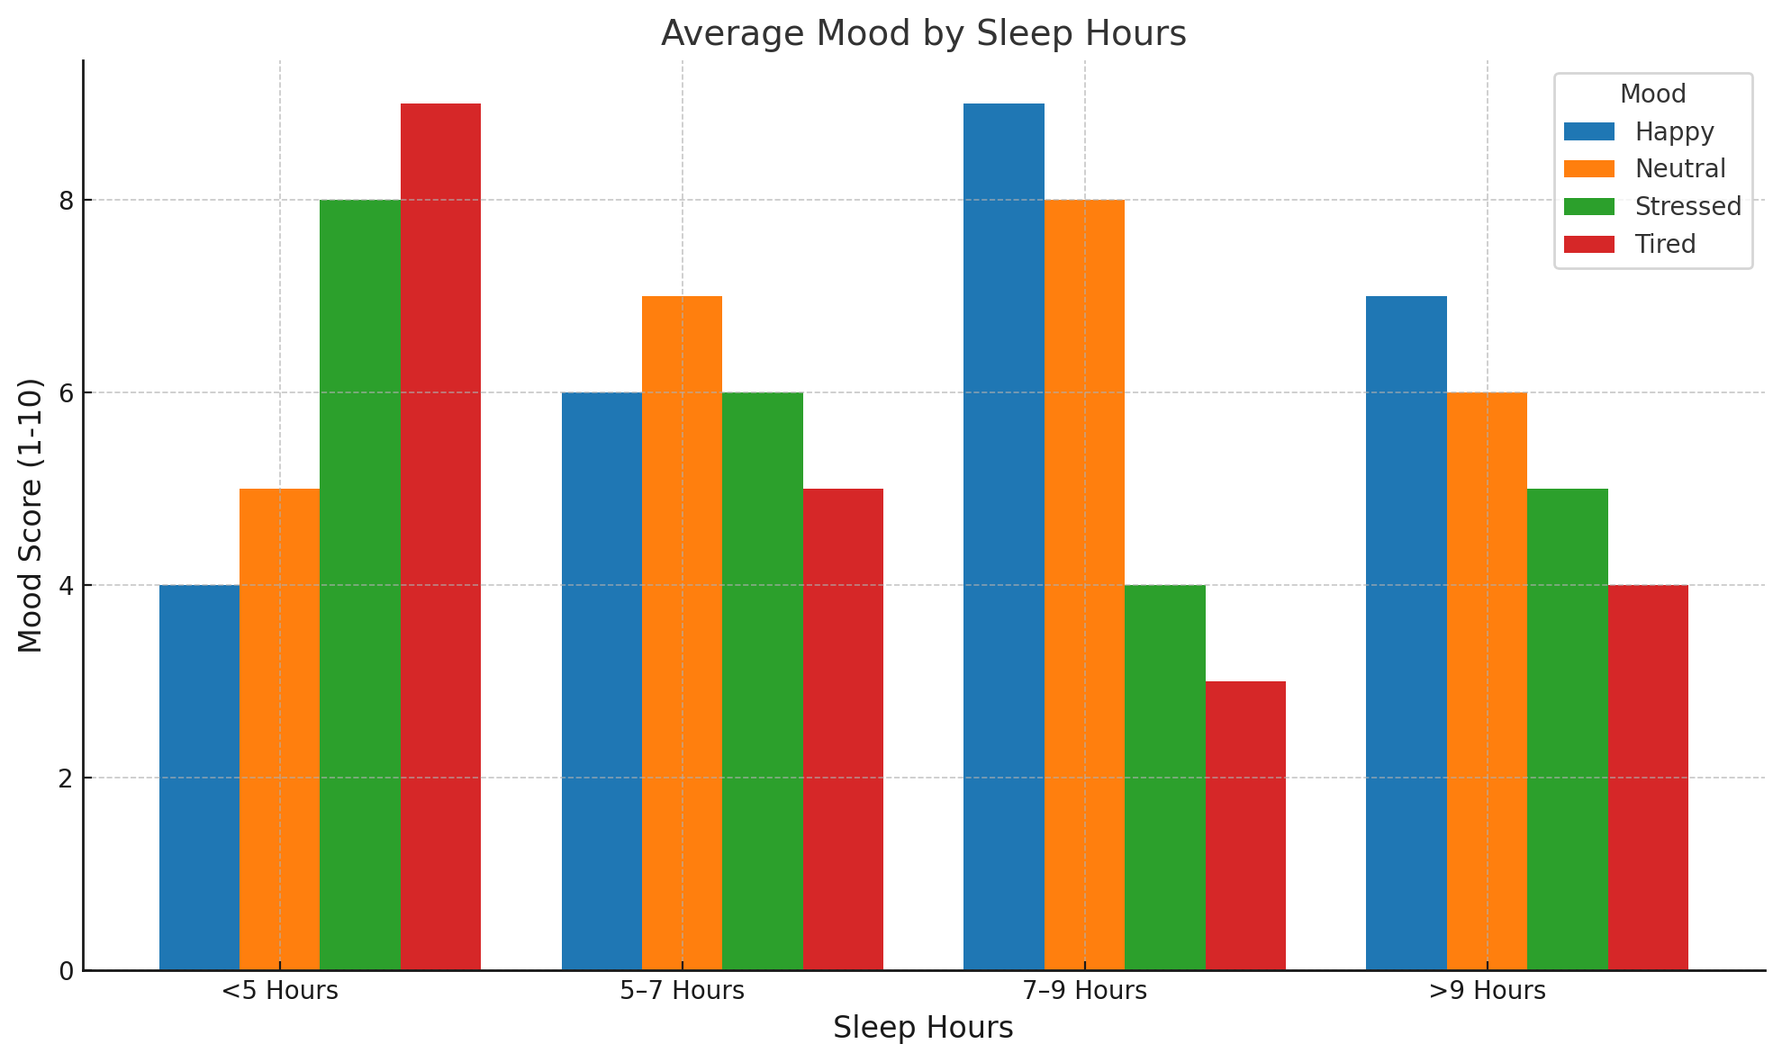 Average Mood by Sleep Hours
Mood
Happy
Neutral
Stressed
Tired
Mood Score (1-10)
8
6
4
2
0
<5 Hours
5–7 Hours
7–9 Hours
>9 Hours
Sleep Hours